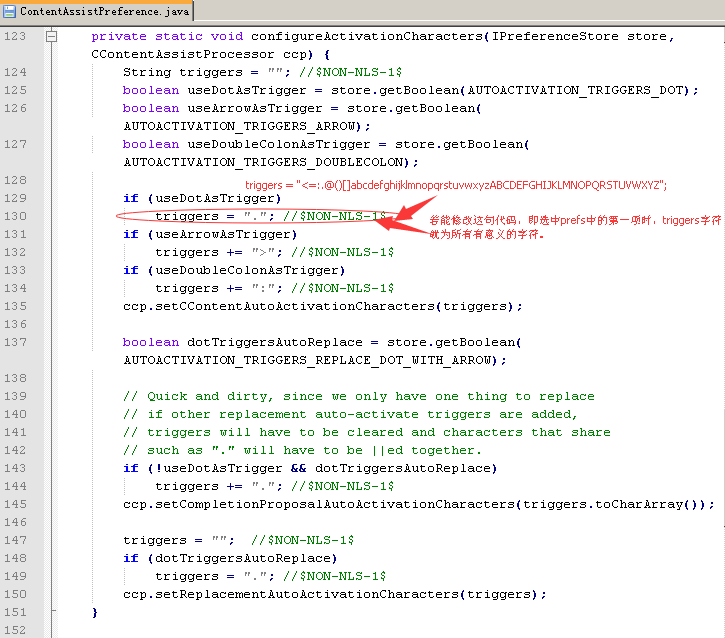 ContentAssistPreference.java
123 private static void configureActivationCharacters(IPreferenceStore store,
CContentAssistProcessor ccp) {
124 String triggers = ""; //$NON-NLS-1$
125 boolean useDotAsTrigger = store.getBoolean(AUTOACTIVATION_TRIGGERS_DOT);
126 boolean useArrowAsTrigger = store.getBoolean(
AUTOACTIVATION_TRIGGERS_ARROW);
127 boolean useDoubleColonAsTrigger = store.getBoolean(
AUTOACTIVATION_TRIGGERS_DOUBLECOLON);
128
triggers = "<=:.@()[]abcdefghijklmnopqrstuvwxyzABCDEFGHIJKLMNOPQRSTUVWXYZ";
129 if (useDotAsTrigger)
130 triggers = "."; //$NON-NLS-1$
若能修改这句代码，即选中prefs中的第一项时，triggers字符
就为所有有意义的字符。
131 if (useArrowAsTrigger)
132 triggers += ">"; //$NON-NLS-1$
133 if (useDoubleColonAsTrigger)
134 triggers += ":"; //$NON-NLS-1$
135 ccp.setCContentAutoActivationCharacters(triggers);
136
137 boolean dotTriggersAutoReplace = store.getBoolean(
AUTOACTIVATION_TRIGGERS_REPLACE_DOT_WITH_ARROW);
138
139 // Quick and dirty, since we only have one thing to replace
140 // if other replacement auto-activate triggers are added,
141 // triggers will have to be cleared and characters that share
142 // such as "." will have to be ||ed together.
143 if (!useDotAsTrigger && dotTriggersAutoReplace)
144 triggers += "."; //$NON-NLS-1$
145 ccp.setCompletionProposalAutoActivationCharacters(triggers.toCharArray());
146
147 triggers = ""; //$NON-NLS-1$
148 if (dotTriggersAutoReplace)
149 triggers = "."; //$NON-NLS-1$
150 ccp.setReplacementAutoActivationCharacters(triggers);
151 }
152